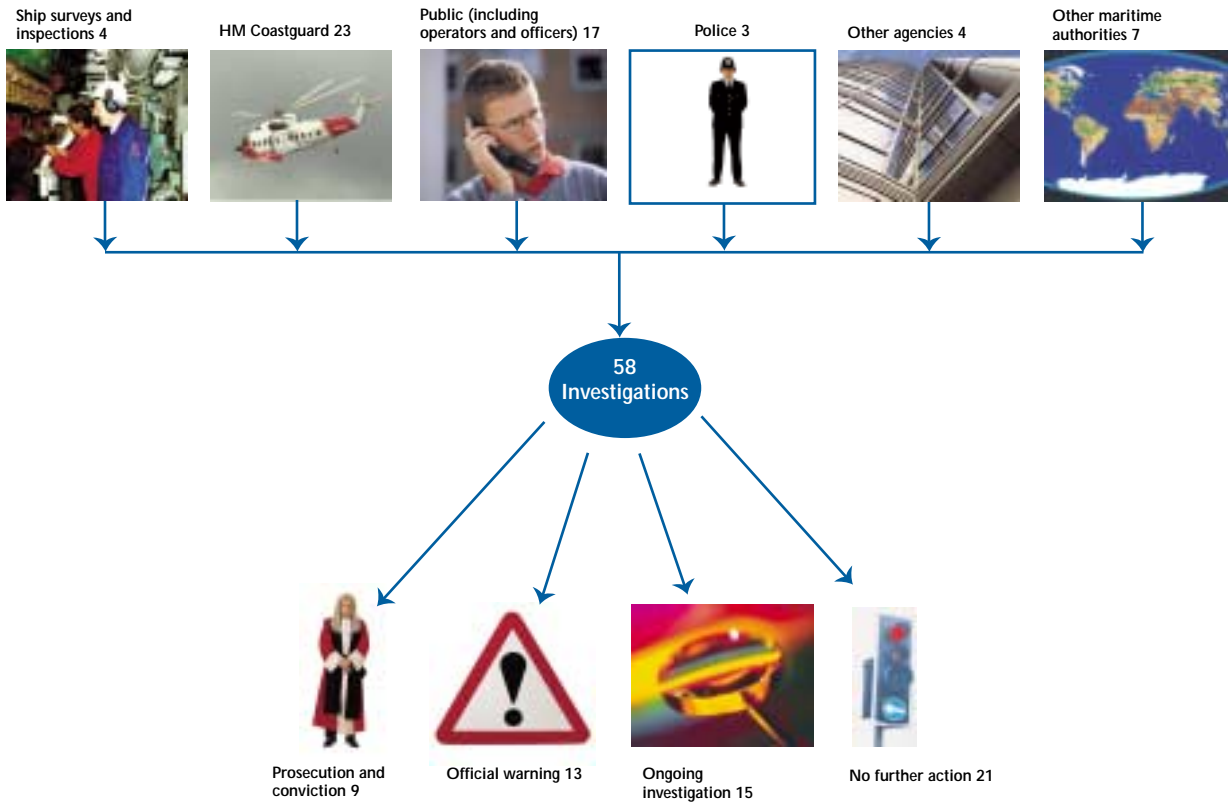 Ship surveys and
inspections 4
HM Coastguard 23
Public (including
operators and officers) 17
Police 3
Other agencies 4
Other maritime
authorities 7
58
Investigations
Prosecution and
conviction 9
Official warning 13
Ongoing
investigation 15
No further action 21